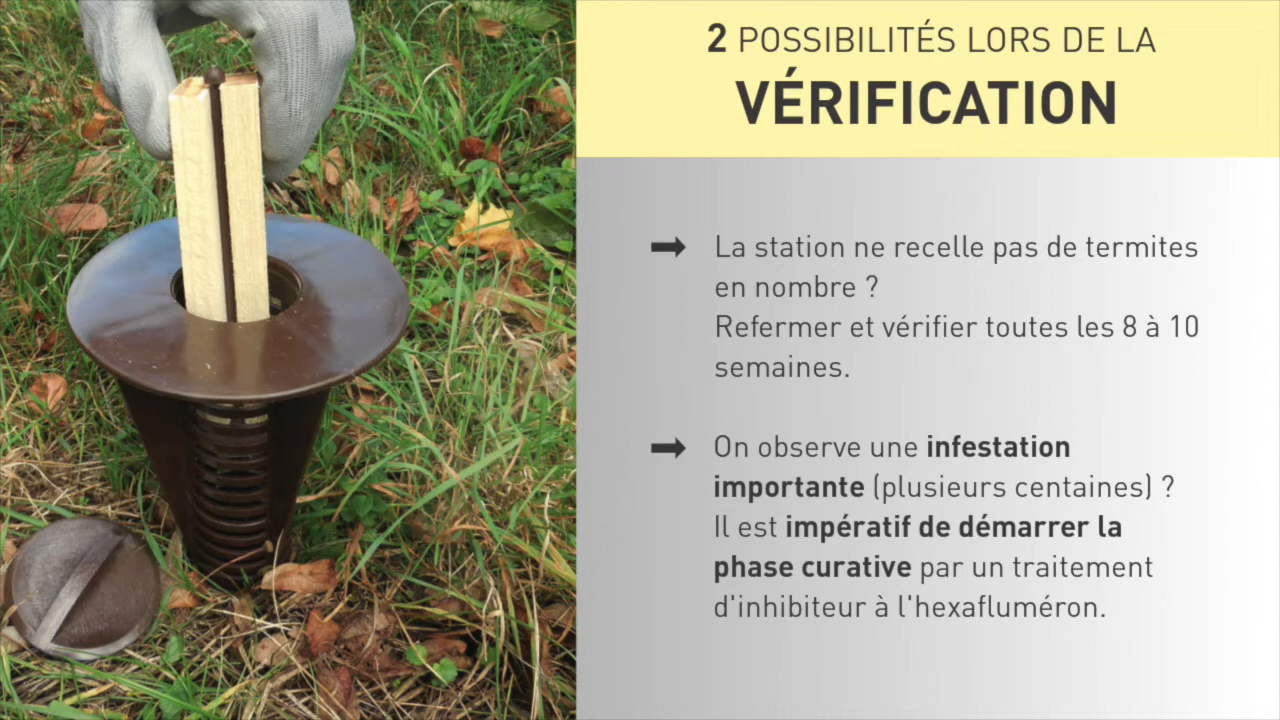 2 POSSIBILITÉS LORS DE LA
VÉRIFICATION
La station ne recelle pas de termites
en nombre ?
Refermer et vérifier toutes les 8 à 10
semaines.
On observe une infestation
importante (plusieurs centaines) ?
Il est impératif de démarrer la
phase curative par un traitement
d'inhibiteur à l'hexafluméron.